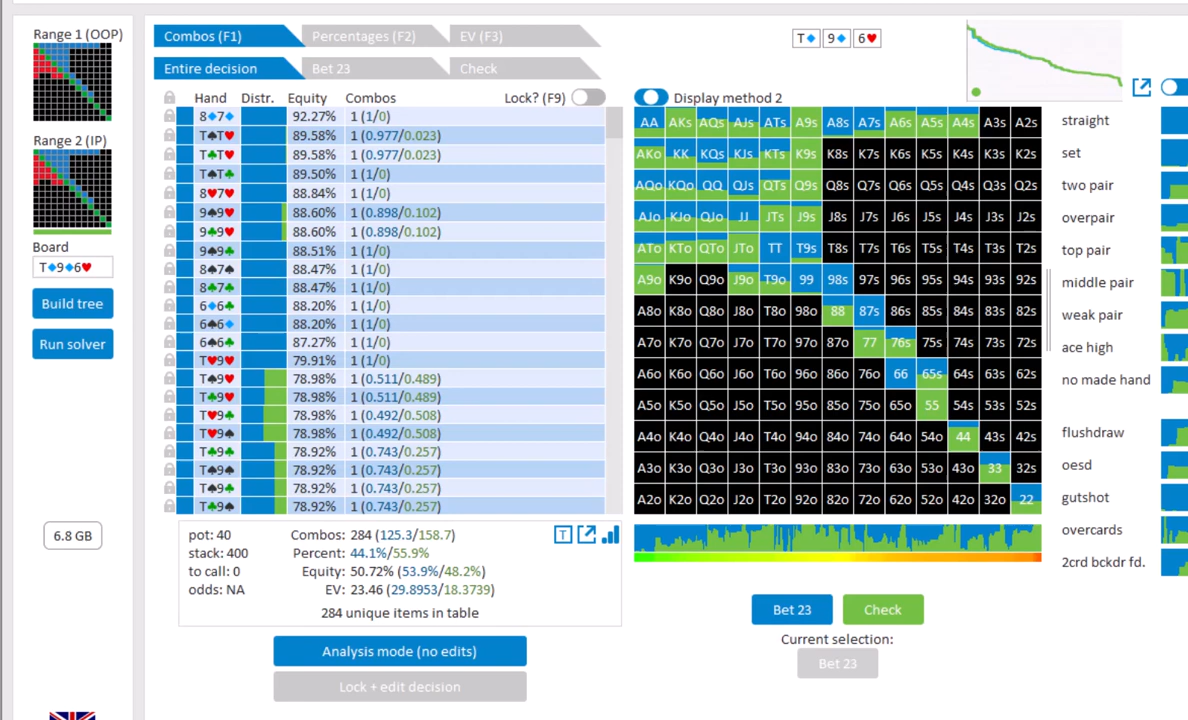 Range 1 (OOP)
Range 2 (IP)
Board
T♦9♦6♥
Build tree
Run solver
6.8 GB
Combos (F1) Percentages (F2) EV (F3)
Entire decision Bet 23 Check
Hand Distr. Equity Combos Lock? (F9)
8♦7♦ 92.27% 1 (1/0)
T♠T♥ 89.58% 1 (0.977/0.023)
T♣T♥ 89.58% 1 (0.977/0.023)
T♠T♣ 89.50% 1 (1/0)
8♥7♥ 88.84% 1 (1/0)
9♠9♥ 88.60% 1 (0.898/0.102)
9♣9♥ 88.60% 1 (0.898/0.102)
9♠9♣ 88.51% 1 (1/0)
8♠7♠ 88.47% 1 (1/0)
8♣7♣ 88.47% 1 (1/0)
6♦6♣ 88.20% 1 (1/0)
6♠6♦ 88.20% 1 (1/0)
6♠6♣ 87.27% 1 (1/0)
T♥9♥ 79.91% 1 (1/0)
T♠9♥ 78.98% 1 (0.511/0.489)
T♣9♥ 78.98% 1 (0.511/0.489)
T♥9♣ 78.98% 1 (0.492/0.508)
T♥9♠ 78.98% 1 (0.492/0.508)
T♣9♣ 78.92% 1 (0.743/0.257)
T♠9♠ 78.92% 1 (0.743/0.257)
T♠9♣ 78.92% 1 (0.743/0.257)
T♣9♠ 78.92% 1 (0.743/0.257)
pot: 40 Combos: 284 (125.3/158.7)
stack: 400 Percent: 44.1%/55.9%
to call: 0 Equity: 50.72% (53.9%/48.2%)
odds: NA EV: 23.46 (29.8953/18.3739)
284 unique items in table
T
Analysis mode (no edits)
Lock + edit decision
T♦ 9♦ 6♥
Display method 2
AA AKs AQs AJs ATs A9s A8s A7s A6s A5s A4s A3s A2s
AKo KK KQs KJs KTs K9s K8s K7s K6s K5s K4s K3s K2s
AQo KQo QQ QJs QTs Q9s Q8s Q7s Q6s Q5s Q4s Q3s Q2s
AJo KJo QJo JJ JTs J9s J8s J7s J6s J5s J4s J3s J2s
ATo KTo QTo JTo TT T9s T8s T7s T6s T5s T4s T3s T2s
A9o K9o Q9o J9o T9o 99 98s 97s 96s 95s 94s 93s 92s
A8o K8o Q8o J8o T8o 98o 88 87s 86s 85s 84s 83s 82s
A7o K7o Q7o J7o T7o 97o 87o 77 76s 75s 74s 73s 72s
A6o K6o Q6o J6o T6o 96o 86o 76o 66 65s 64s 63s 62s
A5o K5o Q5o J5o T5o 95o 85o 75o 65o 55 54s 53s 52s
A4o K4o Q4o J4o T4o 94o 84o 74o 64o 54o 44 43s 42s
A3o K3o Q3o J3o T3o 93o 83o 73o 63o 53o 43o 33 32s
A2o K2o Q2o J2o T2o 92o 82o 72o 62o 52o 42o 32o 22
Bet 23 Check
Current selection:
Bet 23
straight
set
two pair
overpair
top pair
middle pair
weak pair
ace high
no made hand
flushdraw
oesd
gutshot
overcards
2crd bckdr fd.